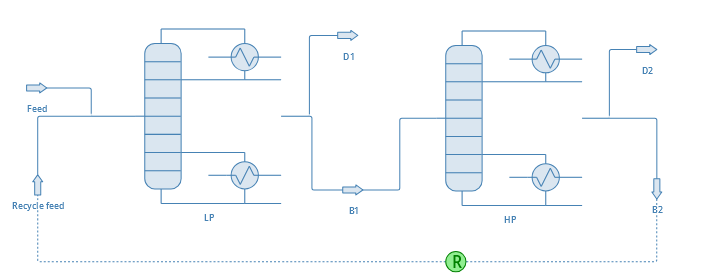 D1
D2
Feed
Recycle feed
LP
B1
HP
B2
R